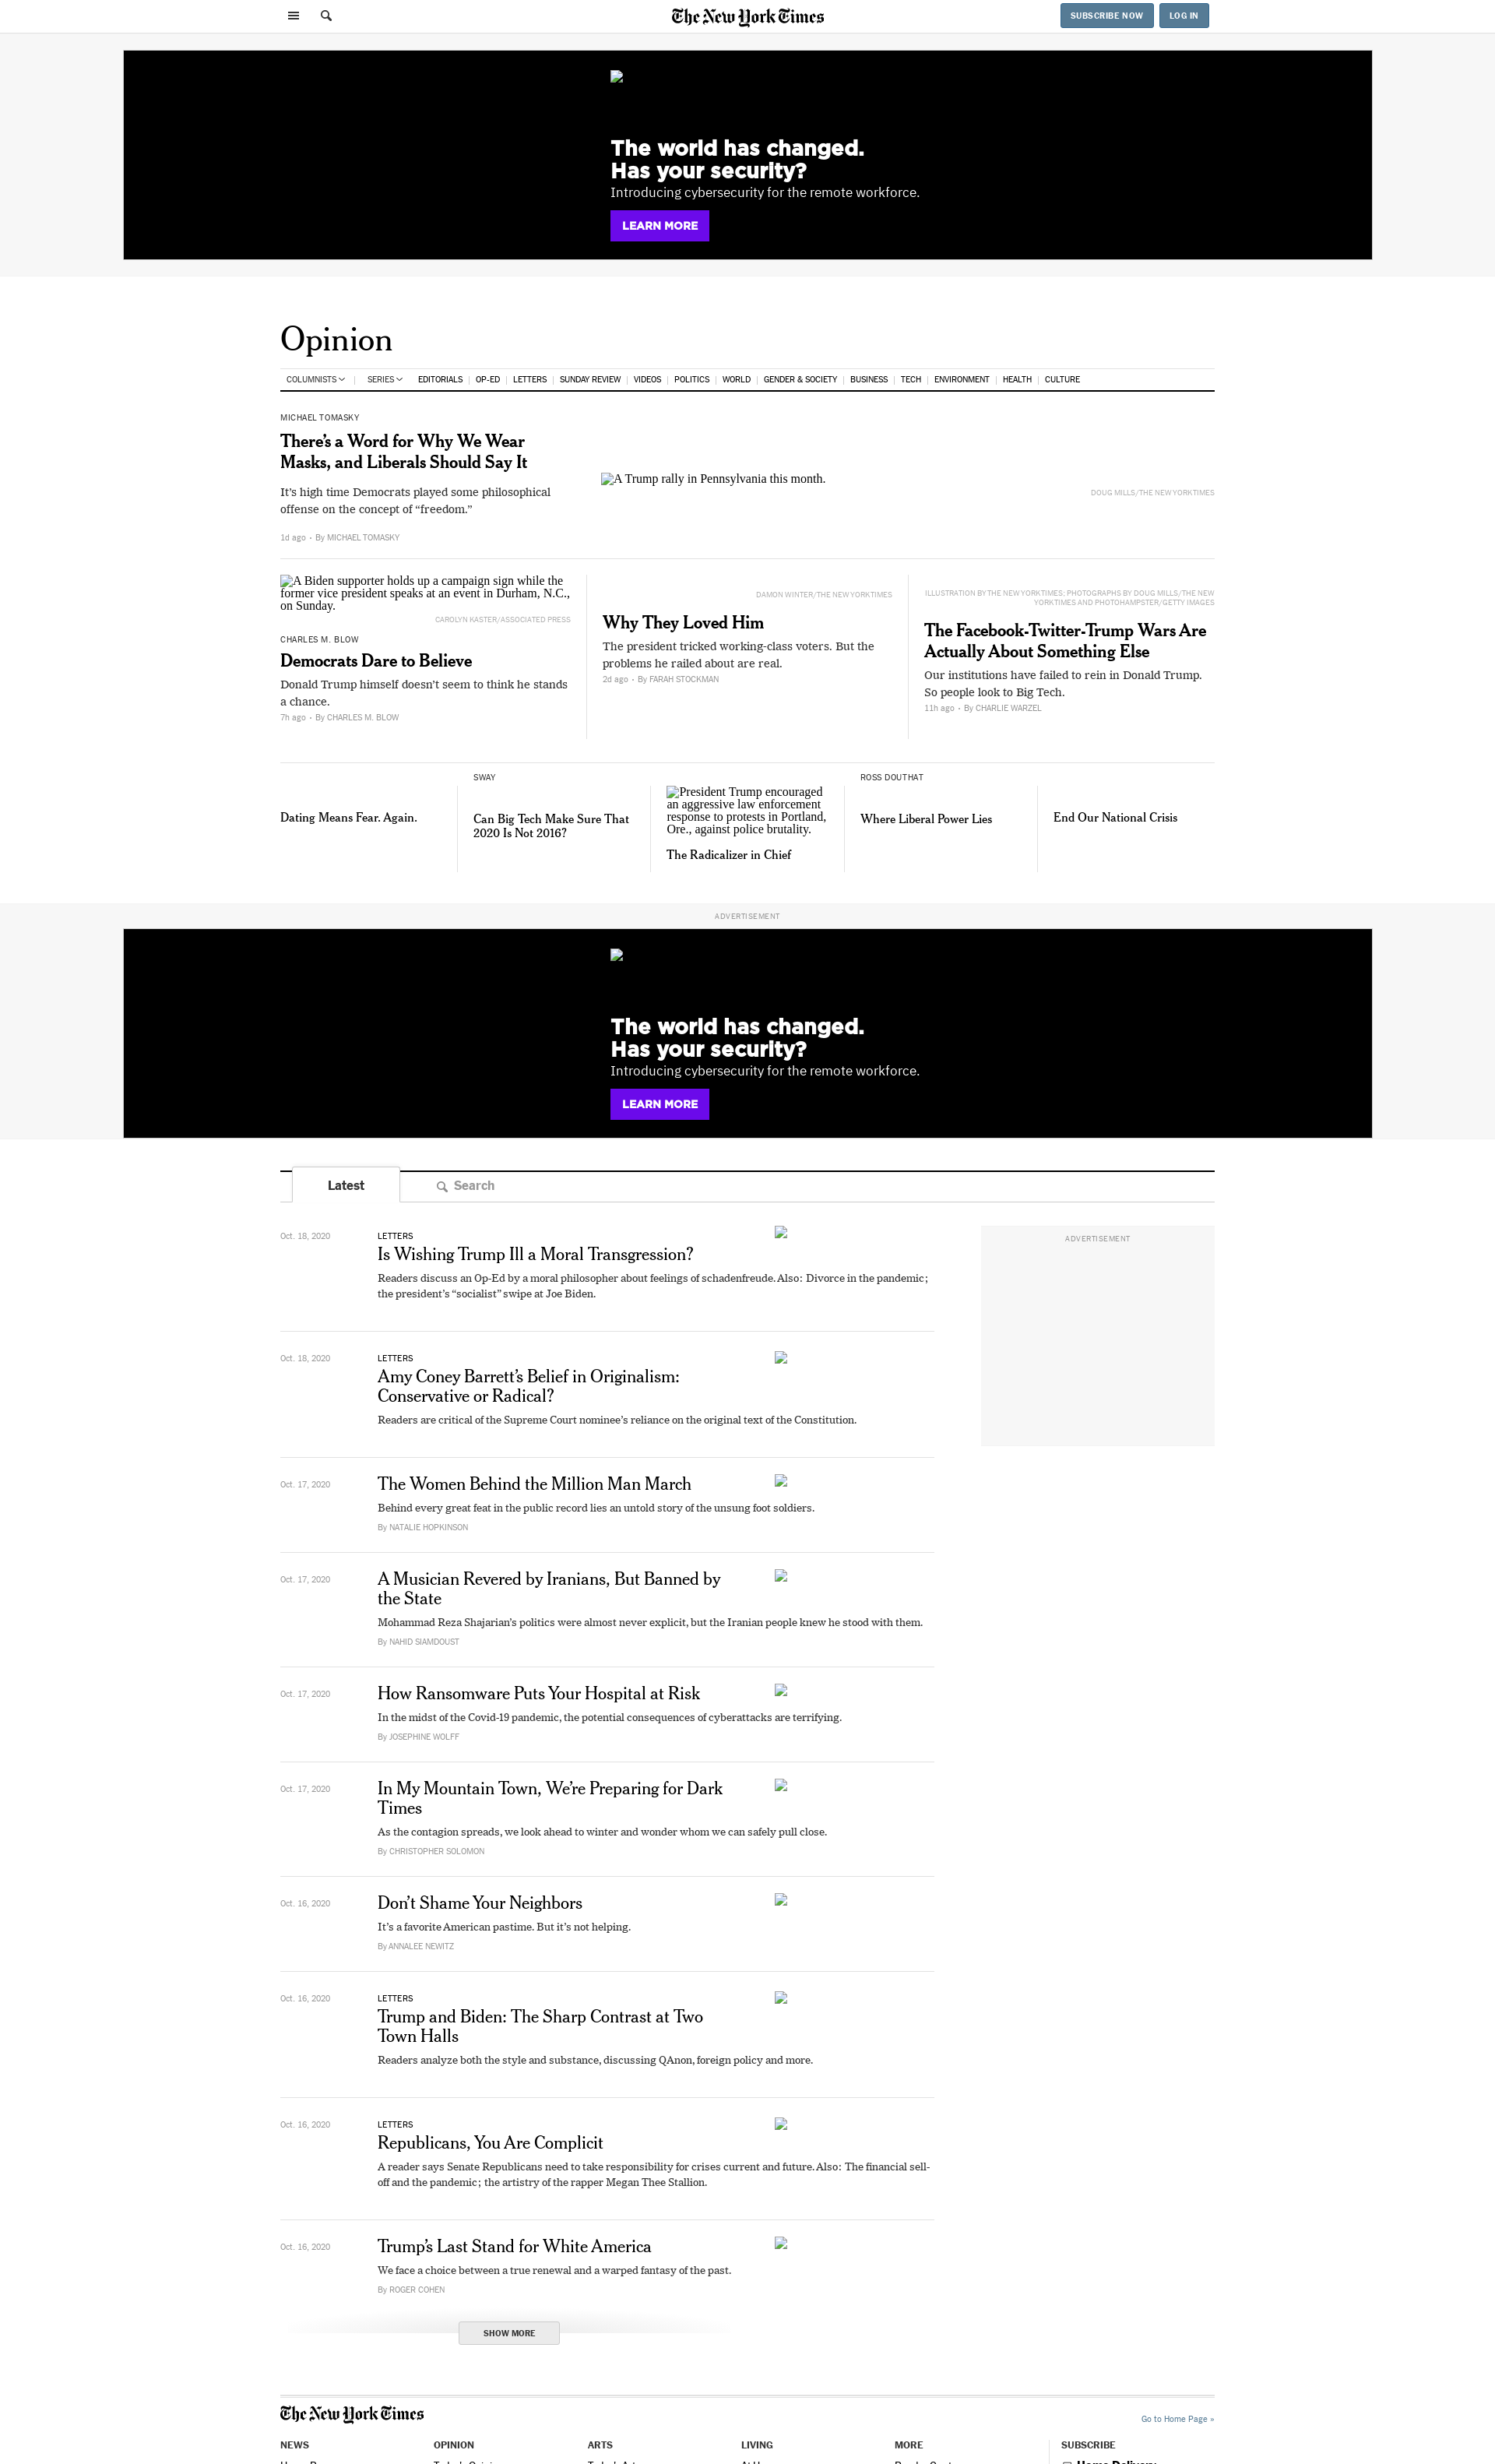 The New York Times
SUBSCRIBE NOW
LOG IN
The world has changed.
Has your security?
Introducing cybersecurity for the remote workforce.
LEARN MORE
Opinion
COLUMNISTS
SERIES
EDITORIALS
OP-ED
LETTERS
SUNDAY REVIEW
VIDEOS
POLITICS
WORLD
GENDER & SOCIETY
BUSINESS
TECH
ENVIRONMENT
HEALTH
CULTURE
MICHAEL TOMASKY
There’s a Word for Why We Wear
Masks, and Liberals Should Say It
It’s high time Democrats played some philosophical
offense on the concept of “freedom.”
1d ago • By MICHAEL TOMASKY
A Trump rally in Pennsylvania this month.
DOUG MILLS/THE NEW YORK TIMES
A Biden supporter holds up a campaign sign while the
former vice president speaks at an event in Durham, N.C.,
on Sunday.
CAROLYN KASTER/ASSOCIATED PRESS
CHARLES M. BLOW
Democrats Dare to Believe
Donald Trump himself doesn’t seem to think he stands
a chance.
7h ago • By CHARLES M. BLOW
DAMON WINTER/THE NEW YORK TIMES
Why They Loved Him
The president tricked working-class voters. But the
problems he railed about are real.
2d ago • By FARAH STOCKMAN
ILLUSTRATION BY THE NEW YORK TIMES; PHOTOGRAPHS BY DOUG MILLS/THE NEW
YORK TIMES AND PHOTOHAMPSTER/GETTY IMAGES
The Facebook-Twitter-Trump Wars Are
Actually About Something Else
Our institutions have failed to rein in Donald Trump.
So people look to Big Tech.
11h ago • By CHARLIE WARZEL
Dating Means Fear. Again.
SWAY
Can Big Tech Make Sure That
2020 Is Not 2016?
President Trump encouraged
an aggressive law enforcement
response to protests in Portland,
Ore., against police brutality.
The Radicalizer in Chief
ROSS DOUTHAT
Where Liberal Power Lies
End Our National Crisis
ADVERTISEMENT
The world has changed.
Has your security?
Introducing cybersecurity for the remote workforce.
LEARN MORE
Latest
Search
ADVERTISEMENT
Oct. 18, 2020
LETTERS
Is Wishing Trump Ill a Moral Transgression?
Readers discuss an Op-Ed by a moral philosopher about feelings of schadenfreude. Also: Divorce in the pandemic;
the president’s “socialist” swipe at Joe Biden.
Oct. 18, 2020
LETTERS
Amy Coney Barrett’s Belief in Originalism:
Conservative or Radical?
Readers are critical of the Supreme Court nominee’s reliance on the original text of the Constitution.
Oct. 17, 2020
The Women Behind the Million Man March
Behind every great feat in the public record lies an untold story of the unsung foot soldiers.
By NATALIE HOPKINSON
Oct. 17, 2020
A Musician Revered by Iranians, But Banned by
the State
Mohammad Reza Shajarian’s politics were almost never explicit, but the Iranian people knew he stood with them.
By NAHID SIAMDOUST
Oct. 17, 2020
How Ransomware Puts Your Hospital at Risk
In the midst of the Covid-19 pandemic, the potential consequences of cyberattacks are terrifying.
By JOSEPHINE WOLFF
Oct. 17, 2020
In My Mountain Town, We’re Preparing for Dark
Times
As the contagion spreads, we look ahead to winter and wonder whom we can safely pull close.
By CHRISTOPHER SOLOMON
Oct. 16, 2020
Don’t Shame Your Neighbors
It’s a favorite American pastime. But it’s not helping.
By ANNALEE NEWITZ
Oct. 16, 2020
LETTERS
Trump and Biden: The Sharp Contrast at Two
Town Halls
Readers analyze both the style and substance, discussing QAnon, foreign policy and more.
Oct. 16, 2020
LETTERS
Republicans, You Are Complicit
A reader says Senate Republicans need to take responsibility for crises current and future. Also: The financial sell-
off and the pandemic; the artistry of the rapper Megan Thee Stallion.
Oct. 16, 2020
Trump’s Last Stand for White America
We face a choice between a true renewal and a warped fantasy of the past.
By ROGER COHEN
SHOW MORE
The New York Times
Go to Home Page »
NEWS
OPINION
ARTS
LIVING
MORE
SUBSCRIBE